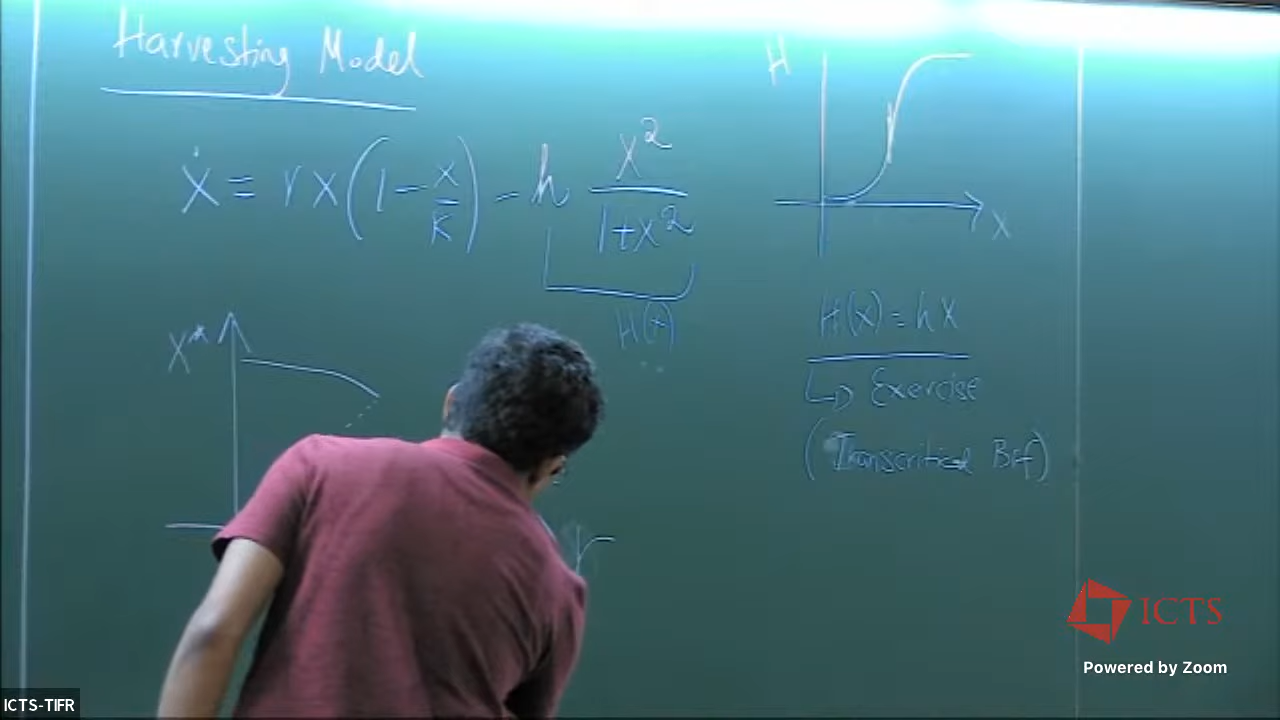 Harvesting Model
ẋ = rx(1 - x/K) - h x²/(1+x²)
H(x)
H
x
H(x) = hx
↳ Exercise
(Transcritical Bif)
x*
ICTS
Powered by Zoom
ICTS-TIFR